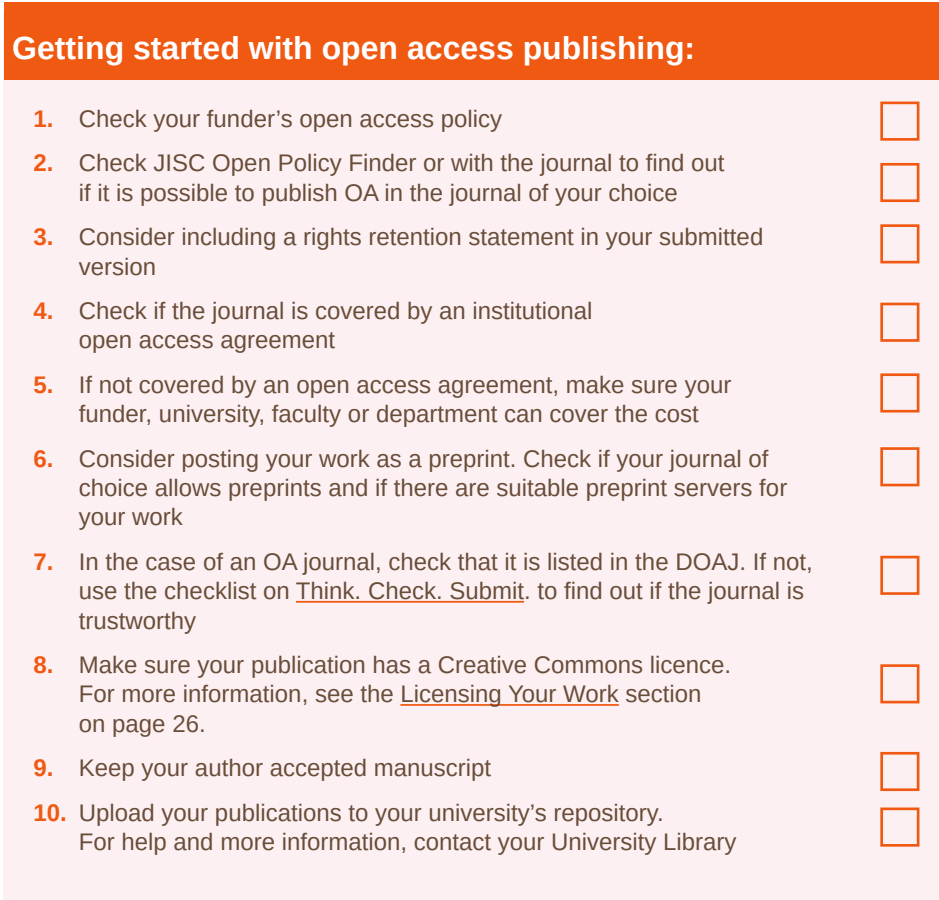 Getting started with open access publishing:
1. Check your funder’s open access policy
2. Check JISC Open Policy Finder or with the journal to find out
if it is possible to publish OA in the journal of your choice
3. Consider including a rights retention statement in your submitted
version
4. Check if the journal is covered by an institutional
open access agreement
5. If not covered by an open access agreement, make sure your
funder, university, faculty or department can cover the cost
6. Consider posting your work as a preprint. Check if your journal of
choice allows preprints and if there are suitable preprint servers for
your work
7. In the case of an OA journal, check that it is listed in the DOAJ. If not,
use the checklist on Think. Check. Submit. to find out if the journal is
trustworthy
8. Make sure your publication has a Creative Commons licence.
For more information, see the Licensing Your Work section
on page 26.
9. Keep your author accepted manuscript
10. Upload your publications to your university’s repository.
For help and more information, contact your University Library